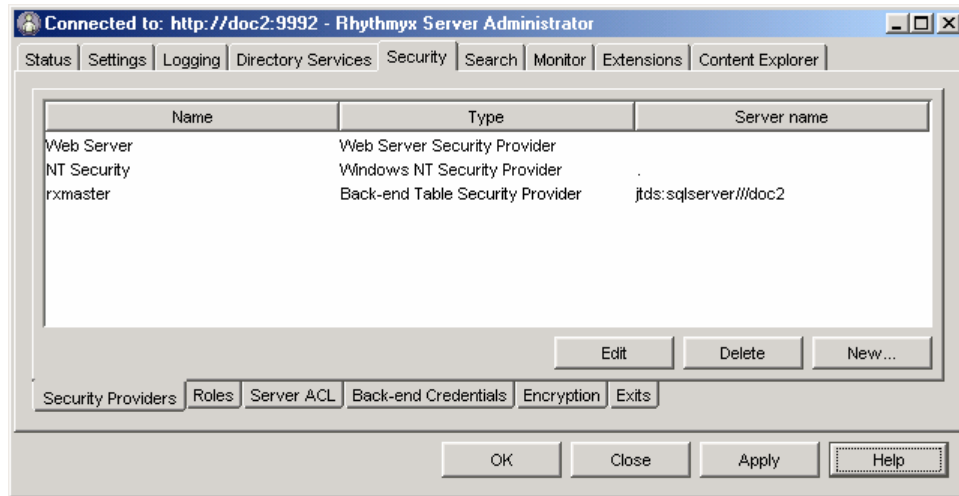 Connected to: http://doc2:9992 - Rhythmyx Server Administrator
Status Settings Logging Directory Services Security Search Monitor Extensions Content Explorer
Name Type Server name
Web Server Web Server Security Provider
NT Security Windows NT Security Provider .
rxmaster Back-end Table Security Provider jtds:sqlserver///doc2
Edit Delete New...
Security Providers Roles Server ACL Back-end Credentials Encryption Exits
OK Close Apply Help